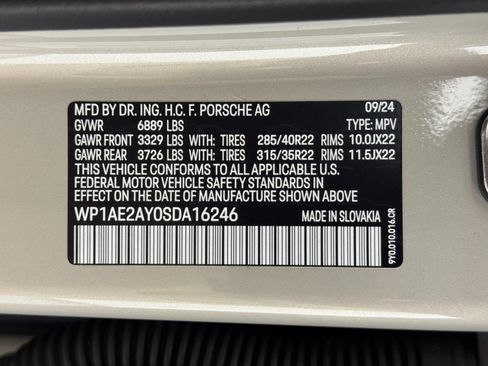 MFD BY DR. ING. H.C. F. PORSCHE AG 09/24
GVWR 6889 LBS TYPE: MPV
GAWR FRONT 3329 LBS WITH: TIRES 285/40R22 RIMS 10.0JX22
GAWR REAR 3726 LBS WITH: TIRES 315/35R22 RIMS 11.5JX22
THIS VEHICLE CONFORMS TO ALL APPLICABLE U.S.
FEDERAL MOTOR VEHICLE SAFETY STANDARDS IN
EFFECT ON THE DATE OF MANUFACTURE SHOWN ABOVE
WP1AE2AY0SDA16246 MADE IN SLOVAKIA
9Y0.010.016.CR